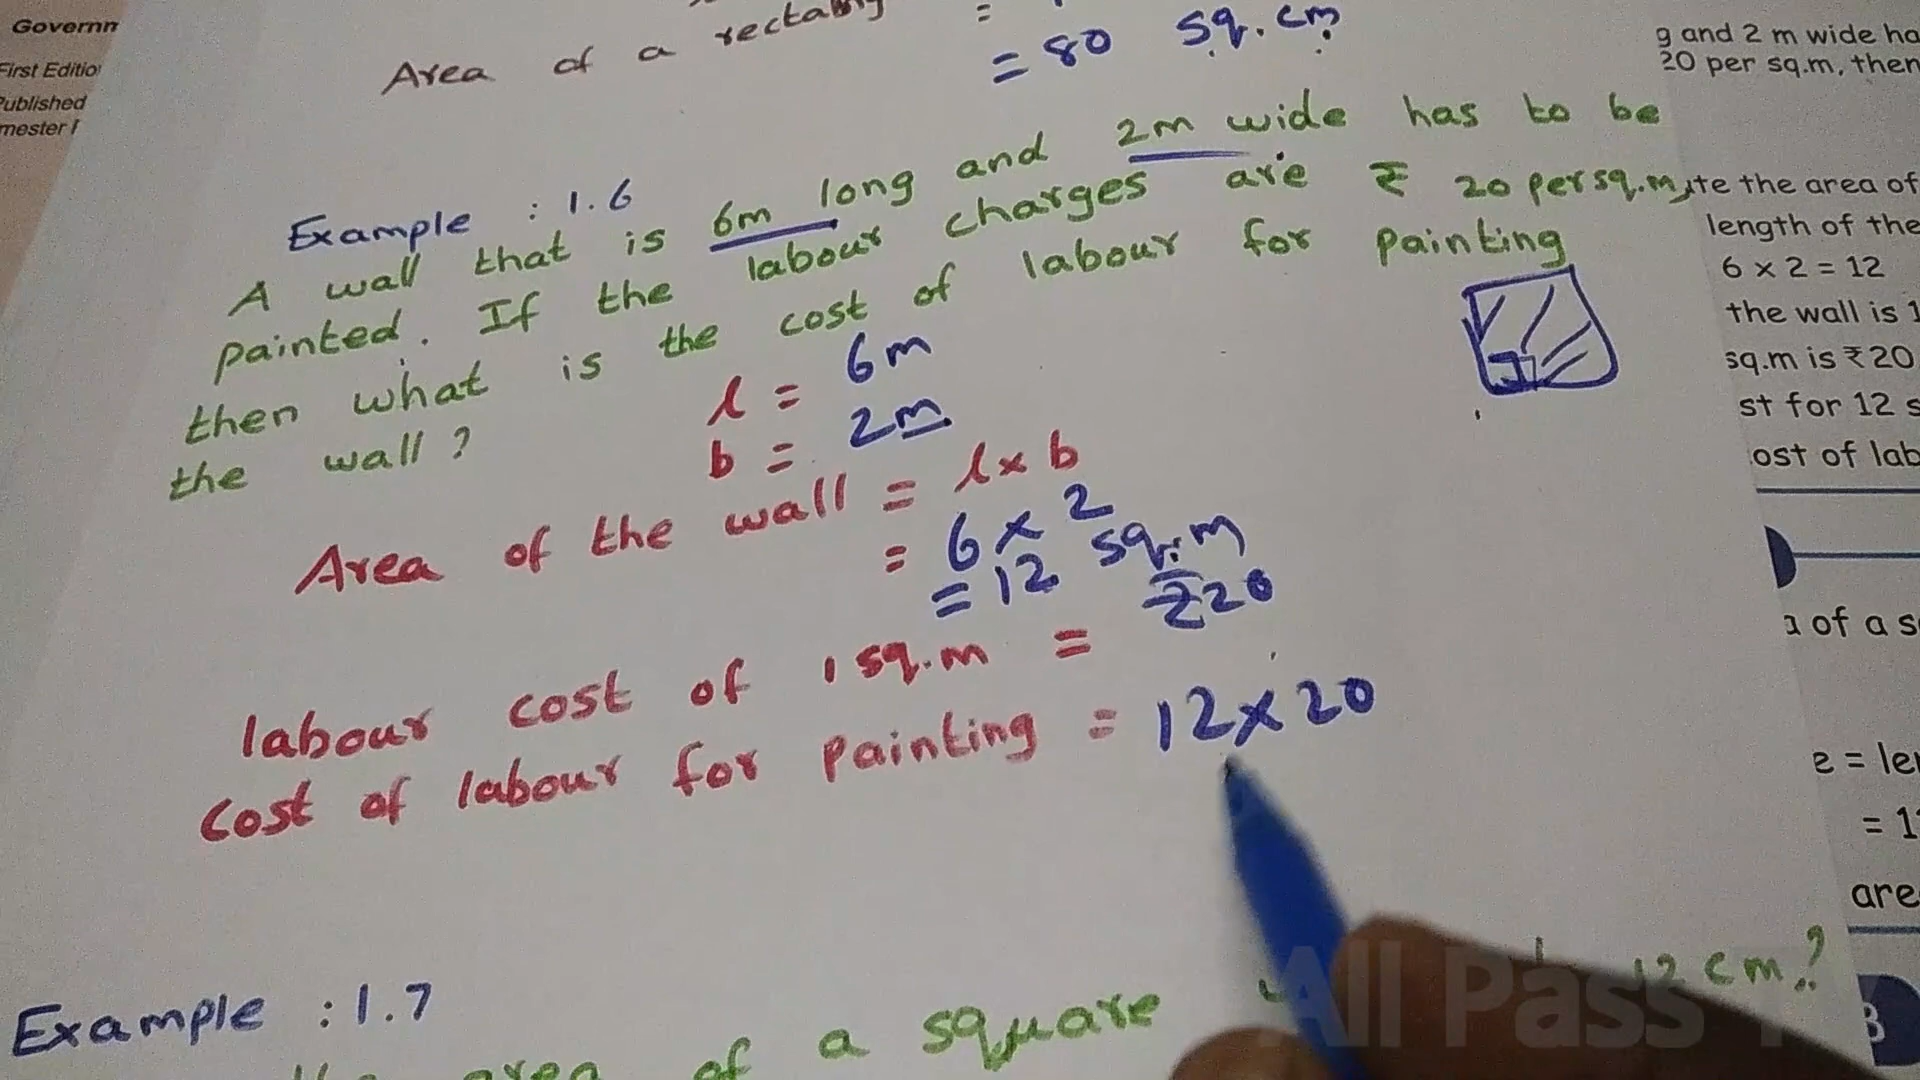 Governm
First Editio
Published
mester
Area of a rectang =
= 80 sq.cm
Example : 1.6
A wall that is 6m long and 2m wide has to be
painted. If the labour charges are ₹ 20 per sq.m,
then what is the cost of labour for painting
the wall?
l = 6m
b = 2m
Area of the wall = l x b
= 6 x 2
= 12 sq.m
labour cost of 1 sq.m = ₹20
cost of labour for painting = 12 x 20
Example : 1.7
area of a square 12 cm?
g and 2 m wide ha
20 per sq.m, then
te the area of
length of the
6 x 2 = 12
the wall is 1
sq.m is ₹20
st for 12 s
ost of lab
a of a s
e = le
= 1
are
All Pass T